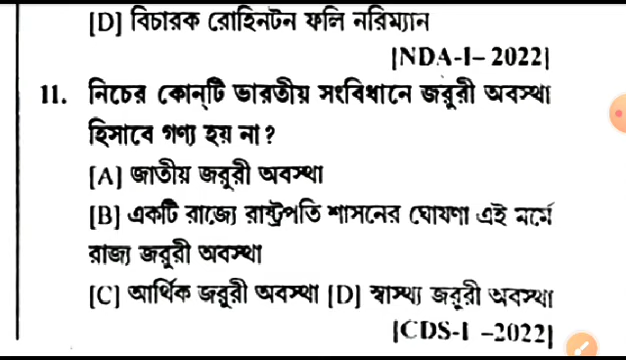 [D] বিচারক রোহিনটন ফলি নরিম্যান
[NDA-I- 2022]
11. নিচের কোন্‌টি ভারতীয় সংবিধানে জরুরী অবস্থা
হিসাবে গণ্য হয় না?
[A] জাতীয় জরুরী অবস্থা
[B] একটি রাজ্যে রাষ্ট্রপতি শাসনের ঘোষণা এই মর্মে
রাজ্য জরুরী অবস্থা
[C] আর্থিক জরুরী অবস্থা [D] স্বাস্থ্য জরুরী অবস্থা
[CDS-I -2022]